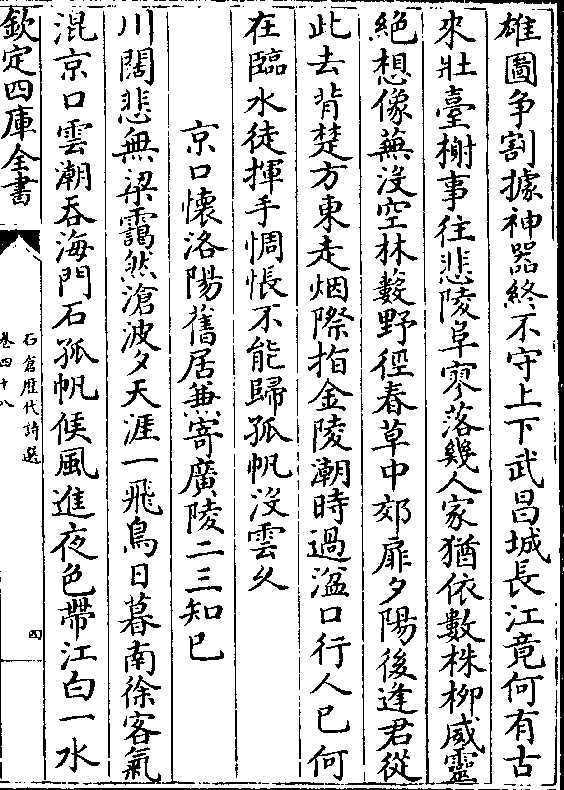 雄圖争割據神器終不守上下武昌城長江竟何有古
來壯臺榭事往悲陵阜寥落幾人家猶依數株柳威靈
絶想像蕪沒空林藪野徑春草中郊扉夕陽後逢君從
此去背楚方東走烟際指金陵潮時過湓口行人已何
在臨水徒揮手惆悵不能歸孤帆沒雲乆
京口懷洛陽舊居兼寄廣陵二三知己
川闊悲無梁靄然滄波夕天涯一飛鳥日暮南徐客氣
混京口雲潮吞海門石孤帆候風進夜色帶江白一水
欽定四庫全書
石倉歴代詩選
卷四十八
四